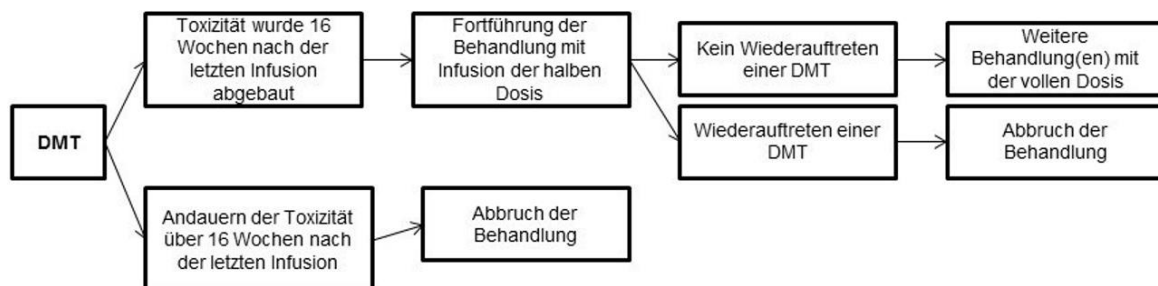 DMT
Toxizität wurde 16
Wochen nach der
letzten Infusion
abgebaut
Fortführung der
Behandlung mit
Infusion der halben
Dosis
Kein Wiederauftreten
einer DMT
Weitere
Behandlung(en) mit
der vollen Dosis
Wiederauftreten einer
DMT
Abbruch der
Behandlung
Andauern der Toxizität
über 16 Wochen nach
der letzten Infusion
Abbruch der
Behandlung